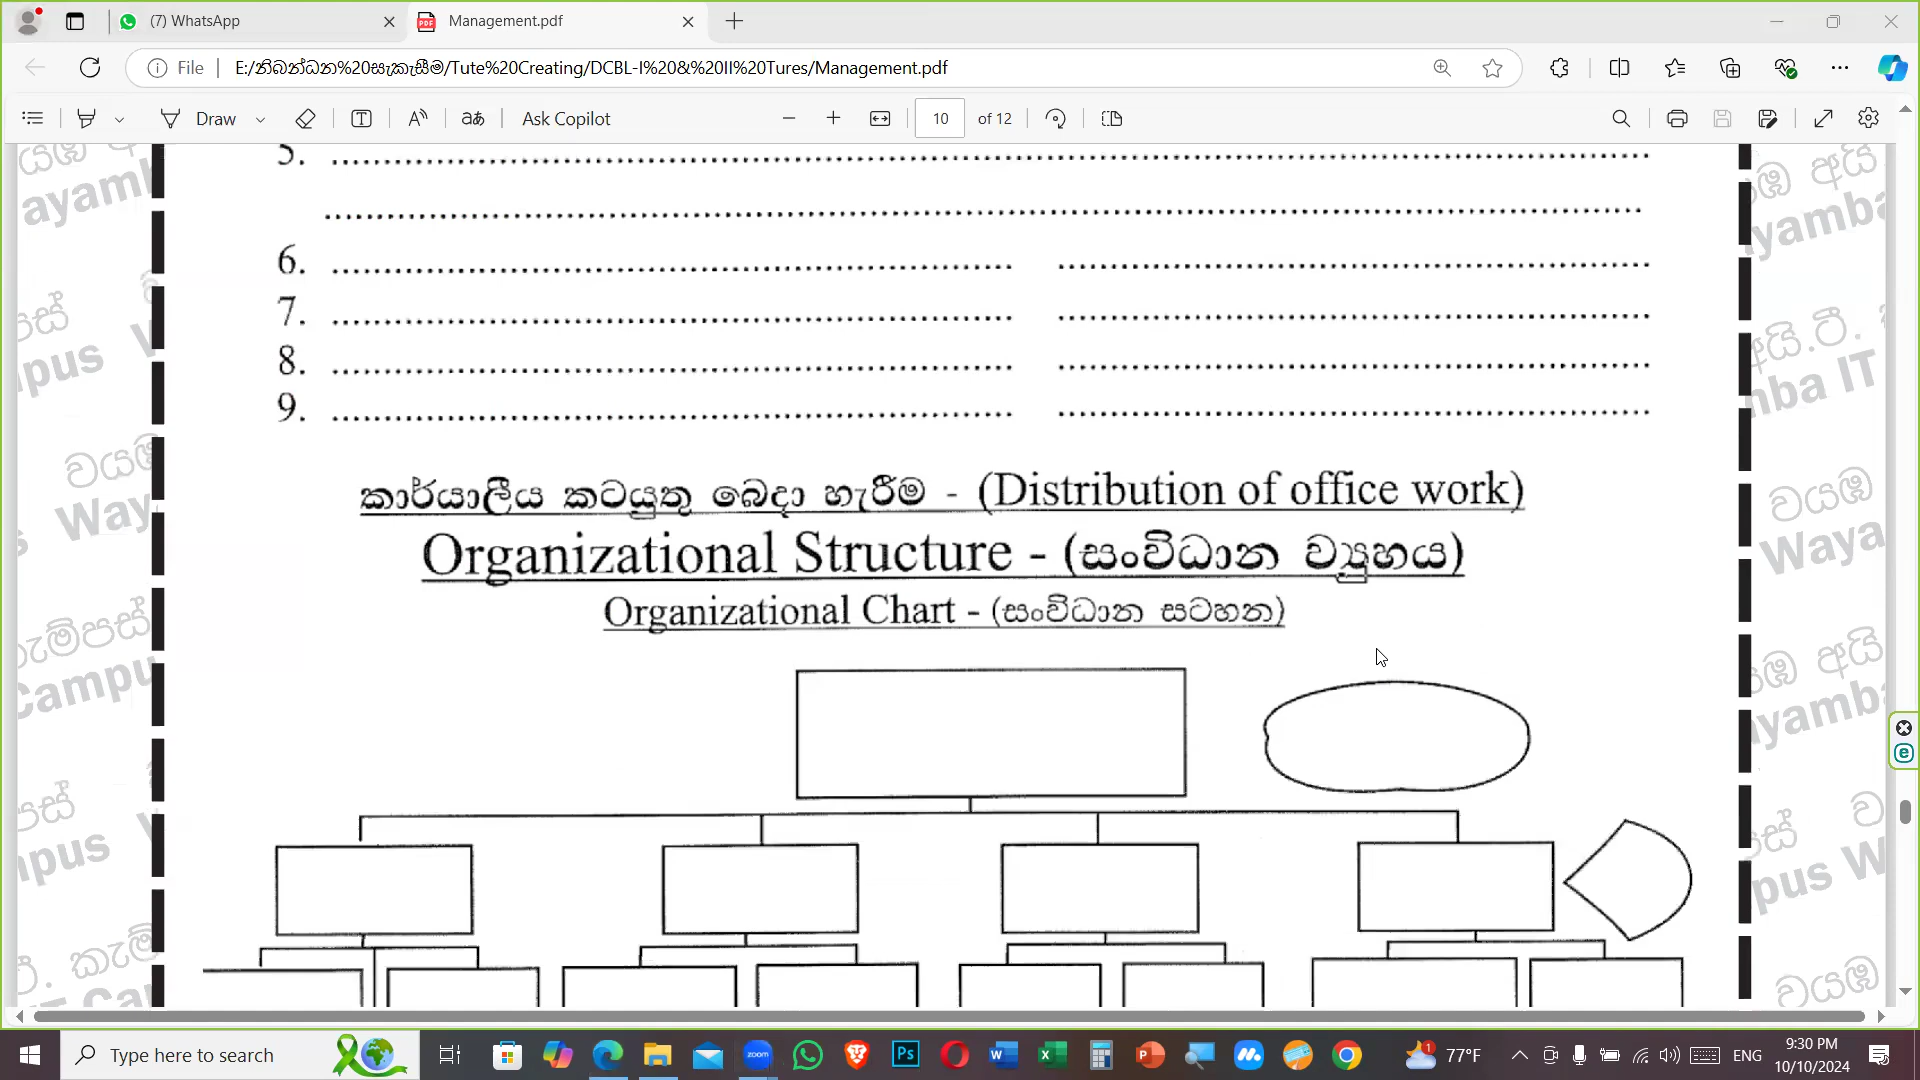 (7) WhatsApp
Management.pdf
File
E:/නිබන්ධන%20සැකැසීම/Tute%20Creating/DCBL-I%20&%20II%20Tures/Management.pdf
Draw
Ask Copilot
10 of 12
5. ........................................................................
........................................................................
6. ........................................ ........................................
7. ........................................ ........................................
8. ........................................ ........................................
9. ........................................ ........................................
කාර්යාලීය කටයුතු බෙදා හැරීම - (Distribution of office work)
Organizational Structure - (සංවිධාන ව්‍යුහය)
Organizational Chart - (සංවිධාන සටහන)
Type here to search
77°F
ENG
9:30 PM
10/10/2024